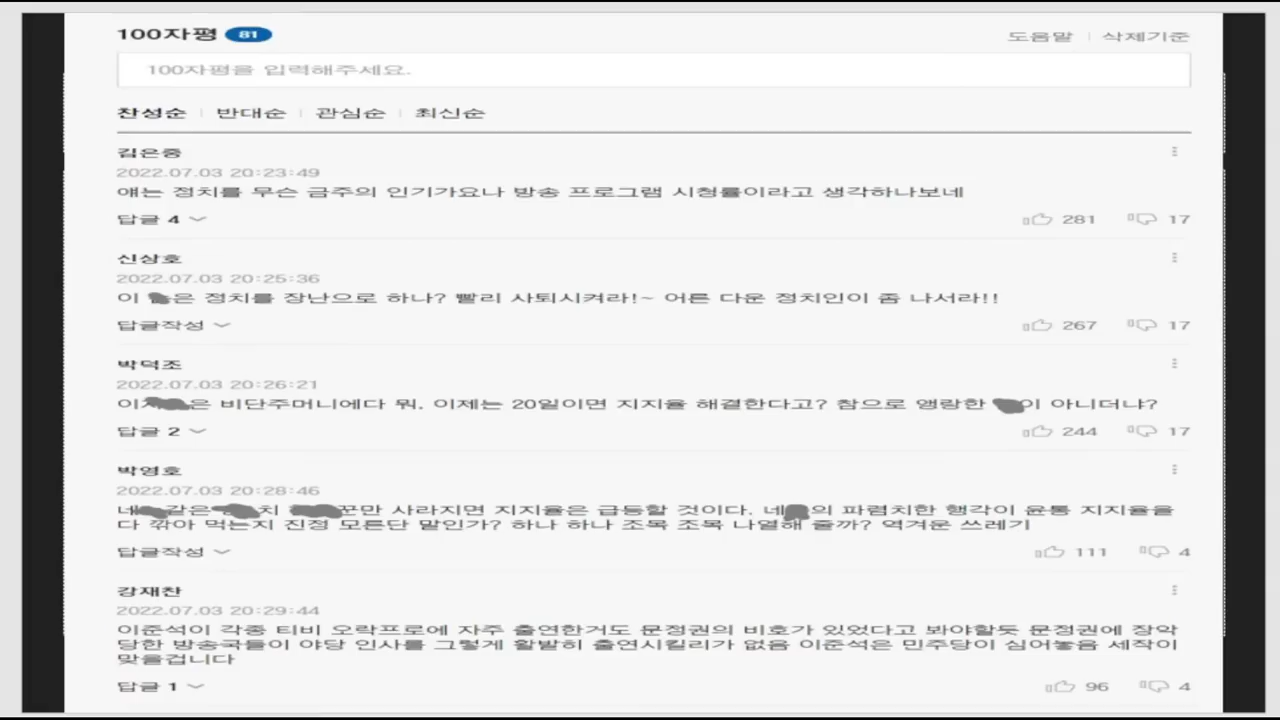 100자평 81
도움말 삭제기준
100자평을 입력해주세요.
찬성순 반대순 관심순 최신순
김은중
2022.07.03 20:23:49
얘는 정치를 무슨 금주의 인기가요나 방송 프로그램 시청률이라고 생각하나보네
답글 4
281 17
신상호
2022.07.03 20:25:36
이 은 정치를 장난으로 하나? 빨리 사퇴시켜라!~ 어른 다운 정치인이 좀 나서라!!
답글작성
267 17
박덕조
2022.07.03 20:26:21
이 은 비단주머니에다 뭐. 이제는 20일이면 지지율 해결한다고? 참으로 앵랑한 이 아니더냐?
답글 2
244 17
박영호
2022.07.03 20:28:46
네 같은 치 꾼만 사라지면 지지율은 급등할 것이다. 네 의 파렴치한 행각이 윤통 지지율을
다 깎아 먹는지 진정 모른단 말인가? 하나 하나 조목 조목 나열해 줄까? 역겨운 쓰레기
답글작성
111 4
강재찬
2022.07.03 20:29:44
이준석이 각종 티비 오락프로에 자주 출연한거도 문정권의 비호가 있었다고 봐야할듯 문정권에 장악
당한 방송국들이 야당 인사를 그렇게 활발히 출연시킬리가 없음 이준석은 민주당이 심어놓음 세작이
맞을겁니다
답글 1
96 4